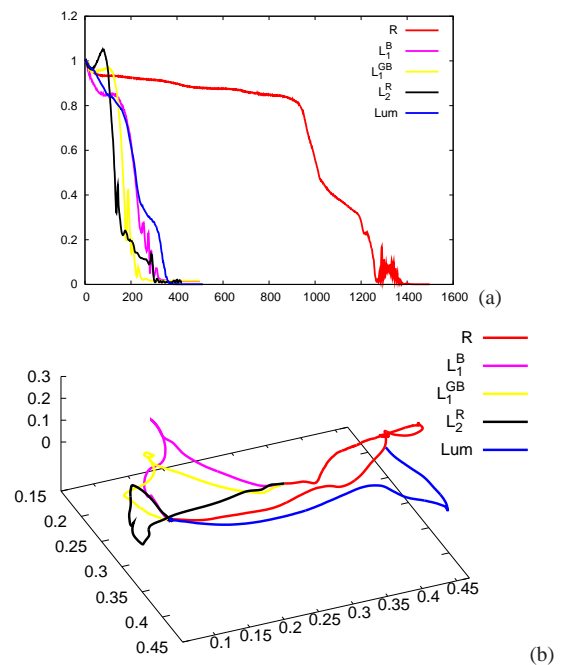 1.2
1
0.8
0.6
0.4
0.2
0
0 200 400 600 800 1000 1200 1400 1600
R
L₁ᴮ
L₁ᴳᴮ
L₂ᴿ
Lum
(a)
R
L₁ᴮ
L₁ᴳᴮ
L₂ᴿ
Lum
0.3
0.2
0.1
0
0.15
0.2
0.25
0.3
0.35
0.4
0.45
0.1 0.15 0.2 0.25 0.3 0.35 0.4 0.45
(b)